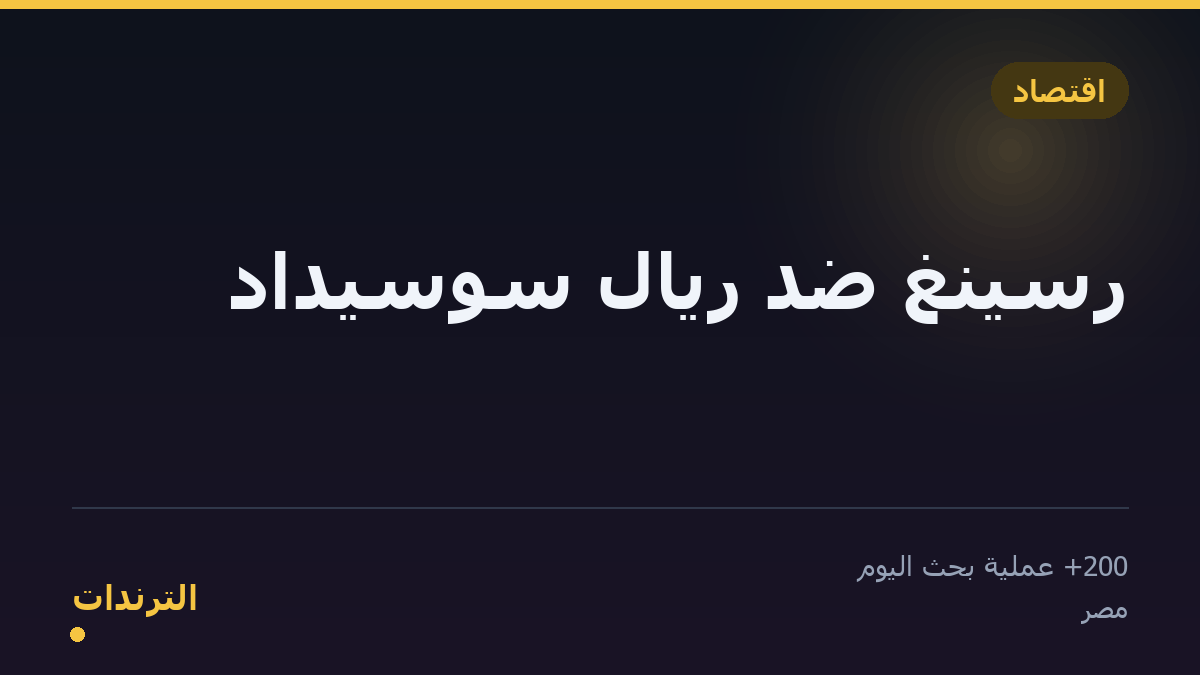 اقتصاد
رسينغ ضد ريال سوسيداد
200+ عملية بحث اليوم
مصر
الترندات